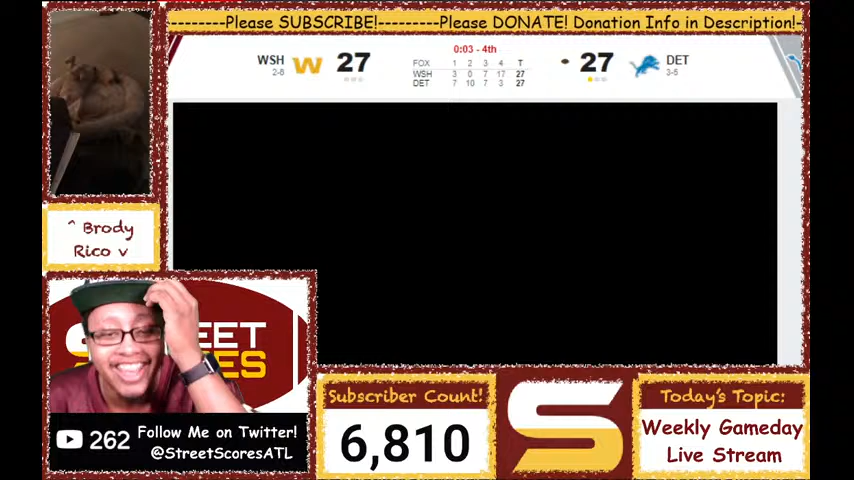 ---------Please SUBSCRIBE!---------Please DONATE! Donation Info in Description!-
WSH 27 0:03 - 4th 27 DET
2-6 3-5
FOX 1 2 3 4 T
WSH 3 0 7 17 27
DET 7 10 7 3 27
^ Brody
Rico v
262 Follow Me on Twitter!
@StreetScoresATL
Subscriber Count!
6,810
S
Today's Topic:
Weekly Gameday
Live Stream